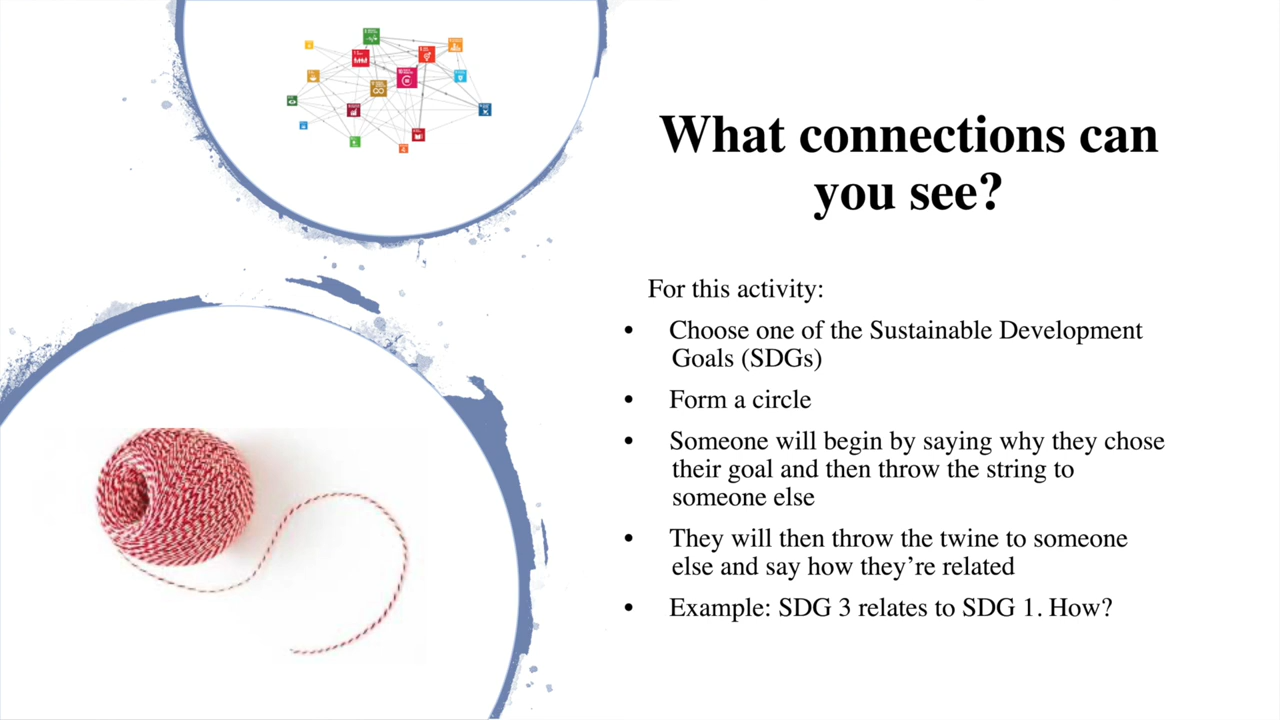 What connections can
you see?
For this activity:
• Choose one of the Sustainable Development
Goals (SDGs)
• Form a circle
• Someone will begin by saying why they chose
their goal and then throw the string to
someone else
• They will then throw the twine to someone
else and say how they’re related
• Example: SDG 3 relates to SDG 1. How?